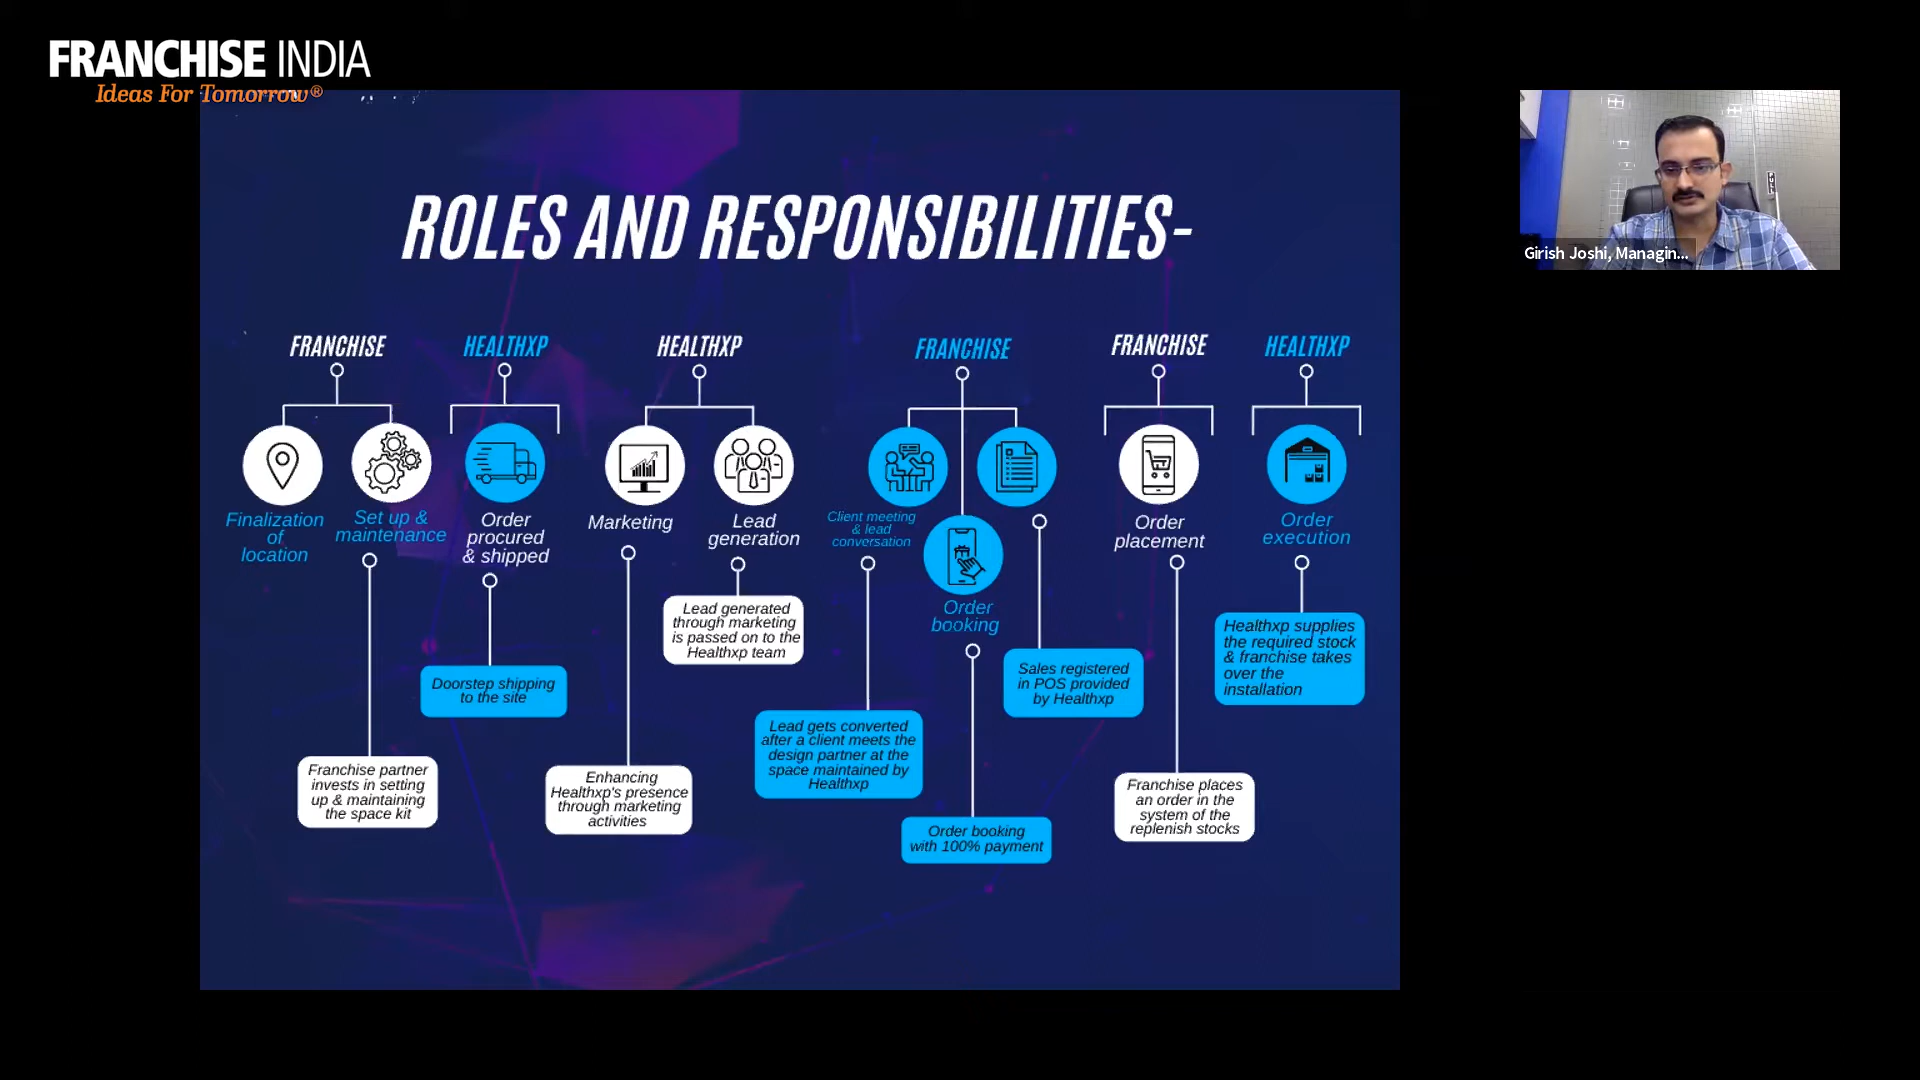 FRANCHISE INDIA
Ideas For Tomorrow®
Girish Joshi, Managin...
ROLES AND RESPONSIBILITIES-
FRANCHISE
Finalization
of
location
Set up &
maintenance
Franchise partner
invests in setting
up & maintaining
the space kit
HEALTHXP
Order
procured
& shipped
Doorstep shipping
to the site
HEALTHXP
Marketing
Enhancing
Healthxp's presence
through marketing
activities
Lead
generation
Lead generated
through marketing
is passed on to the
Healthxp team
FRANCHISE
Client meeting
& lead
conversation
Lead gets converted
after a client meets the
design partner at the
space maintained by
Healthxp
Order
booking
Order booking
with 100% payment
Sales registered
in POS provided
by Healthxp
FRANCHISE
Order
placement
Franchise places
an order in the
system of the
replenish stocks
HEALTHXP
Order
execution
Healthxp supplies
the required stock
& franchise takes
over the
installation